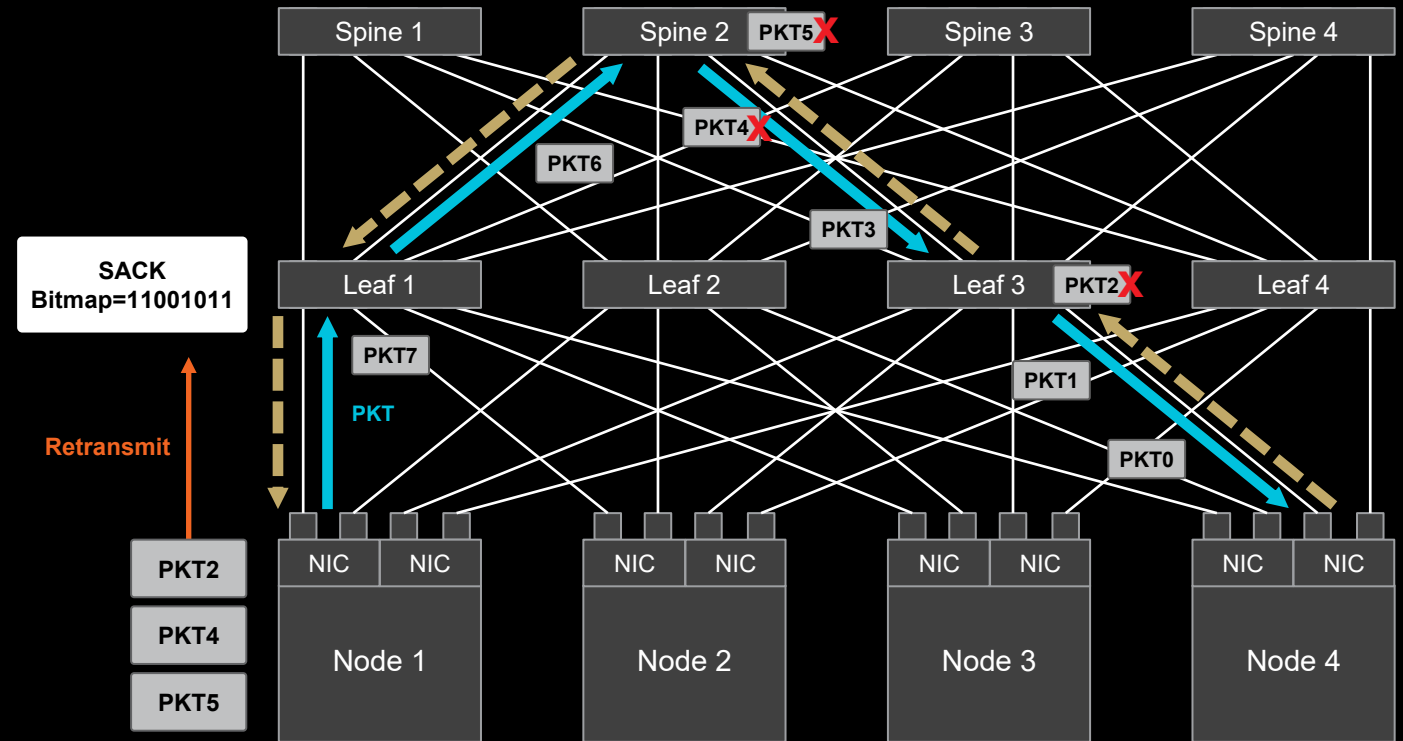 Spine 1
Spine 2
PKT5
X
Spine 3
Spine 4
PKT4
X
PKT6
PKT3
SACK
Bitmap=11001011
Leaf 1
Leaf 2
Leaf 3
PKT2
X
Leaf 4
PKT7
PKT1
PKT
Retransmit
PKT0
PKT2
PKT4
PKT5
NIC
NIC
NIC
NIC
NIC
NIC
NIC
NIC
Node 1
Node 2
Node 3
Node 4